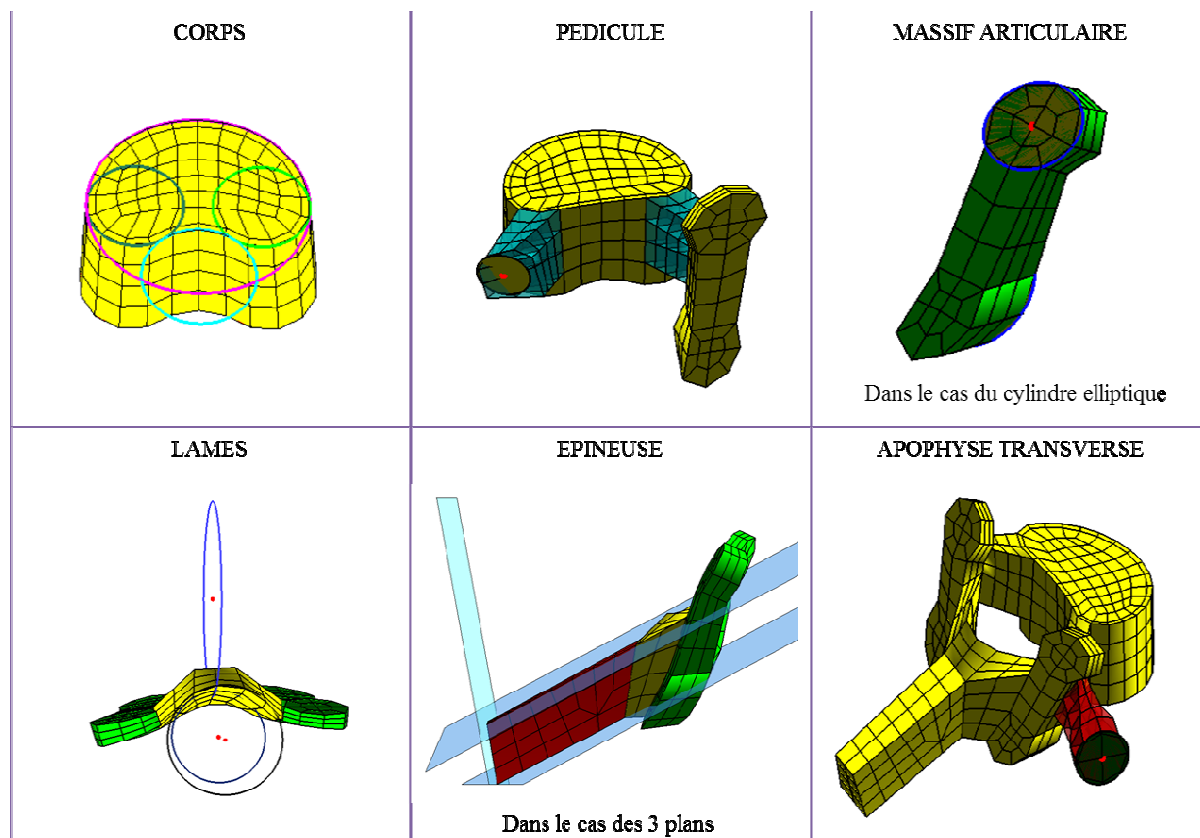 CORPS
PEDICULE
MASSIF ARTICULAIRE
Dans le cas du cylindre elliptique
LAMES
EPINEUSE
APOPHYSE TRANSVERSE
Dans le cas des 3 plans